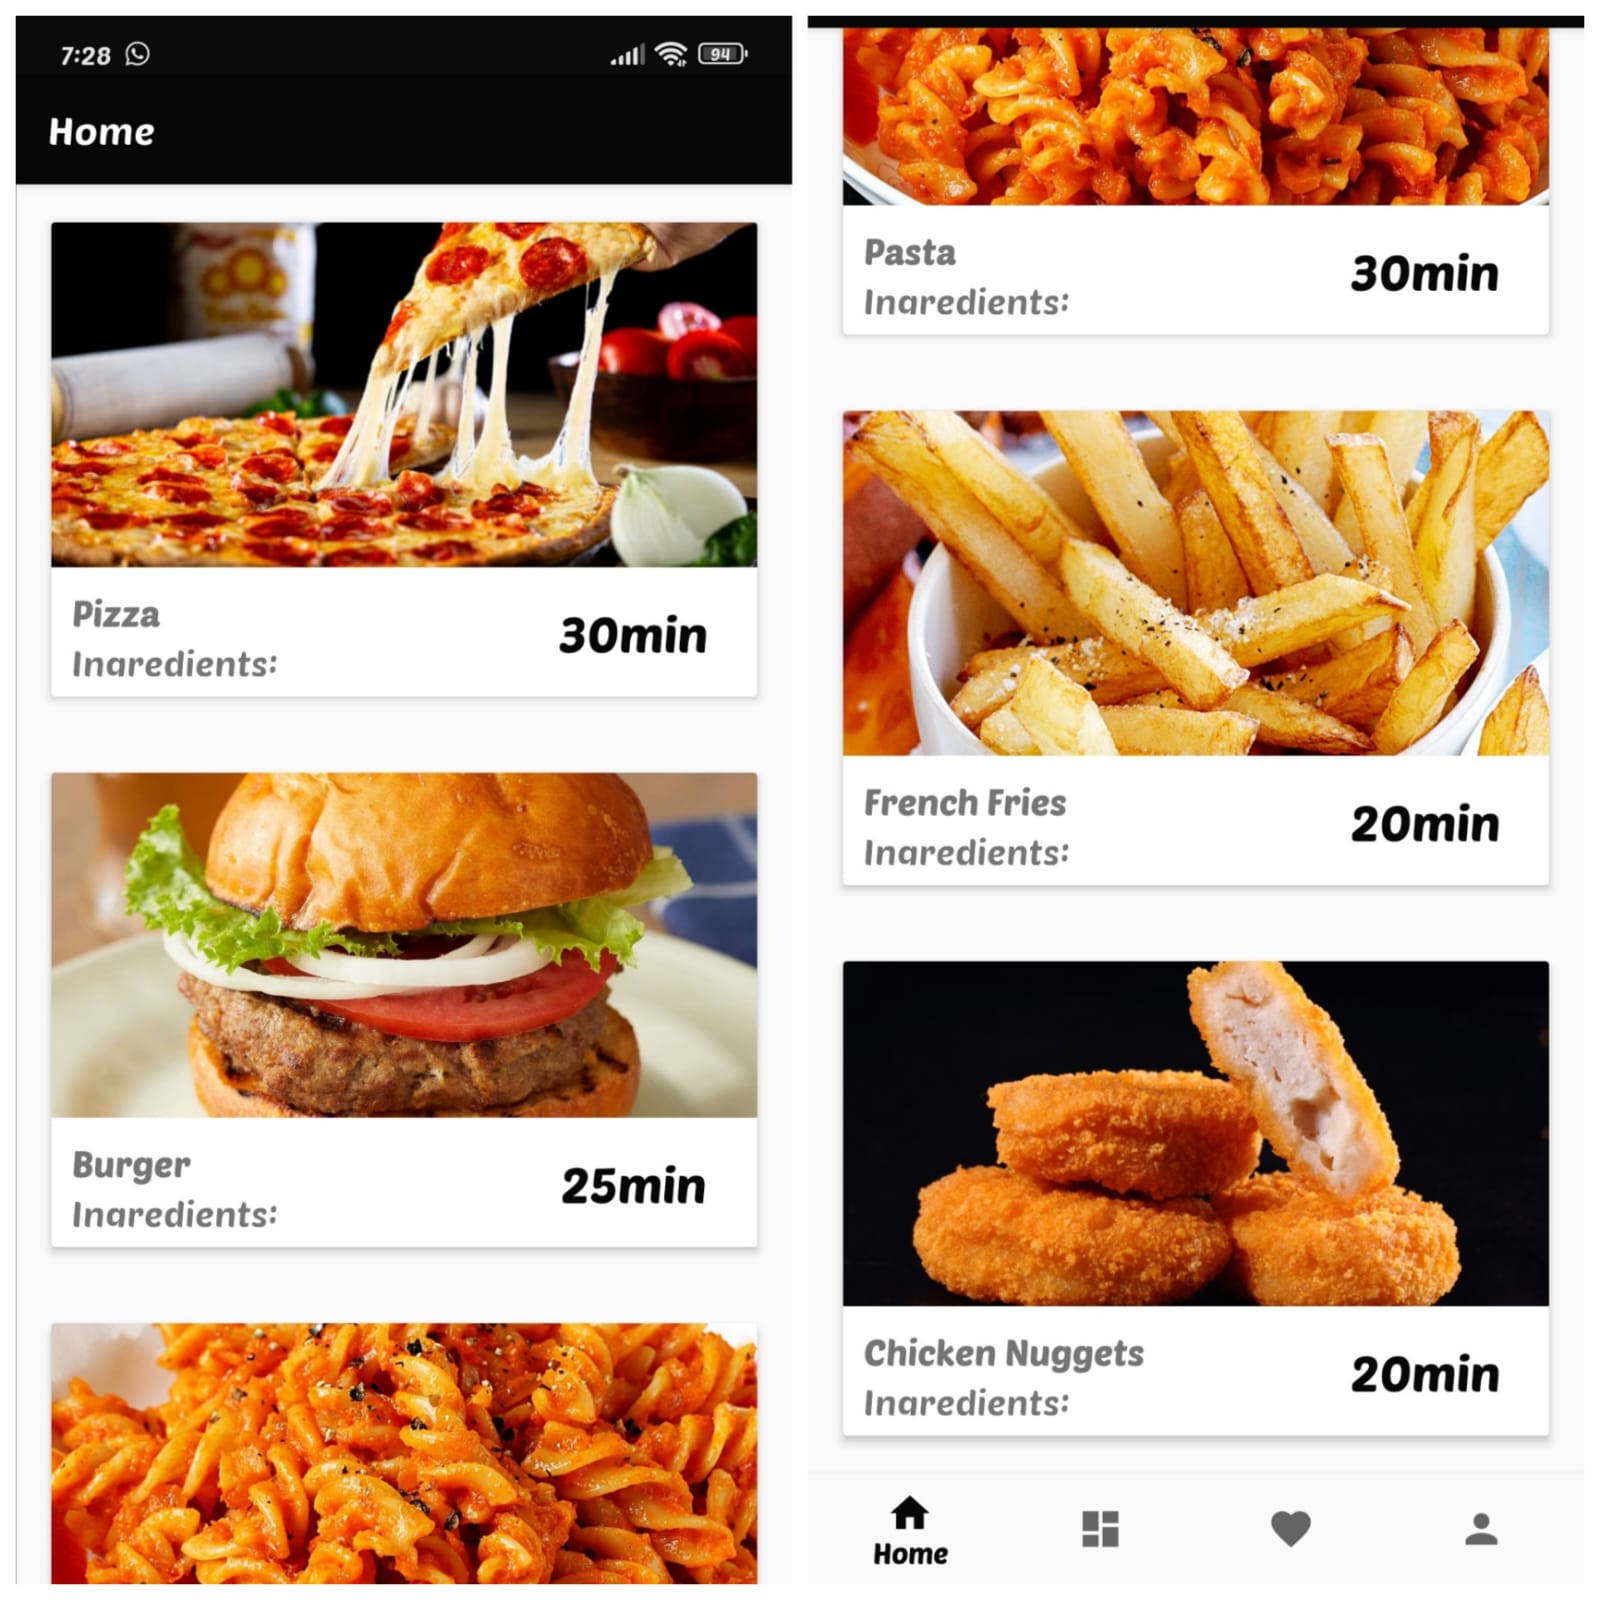 7:28
94
Home
Pizza
30min
Ingredients:
Burger
25min
Ingredients:
Pasta
30min
Ingredients:
French Fries
20min
Ingredients:
Chicken Nuggets
20min
Ingredients:
Home